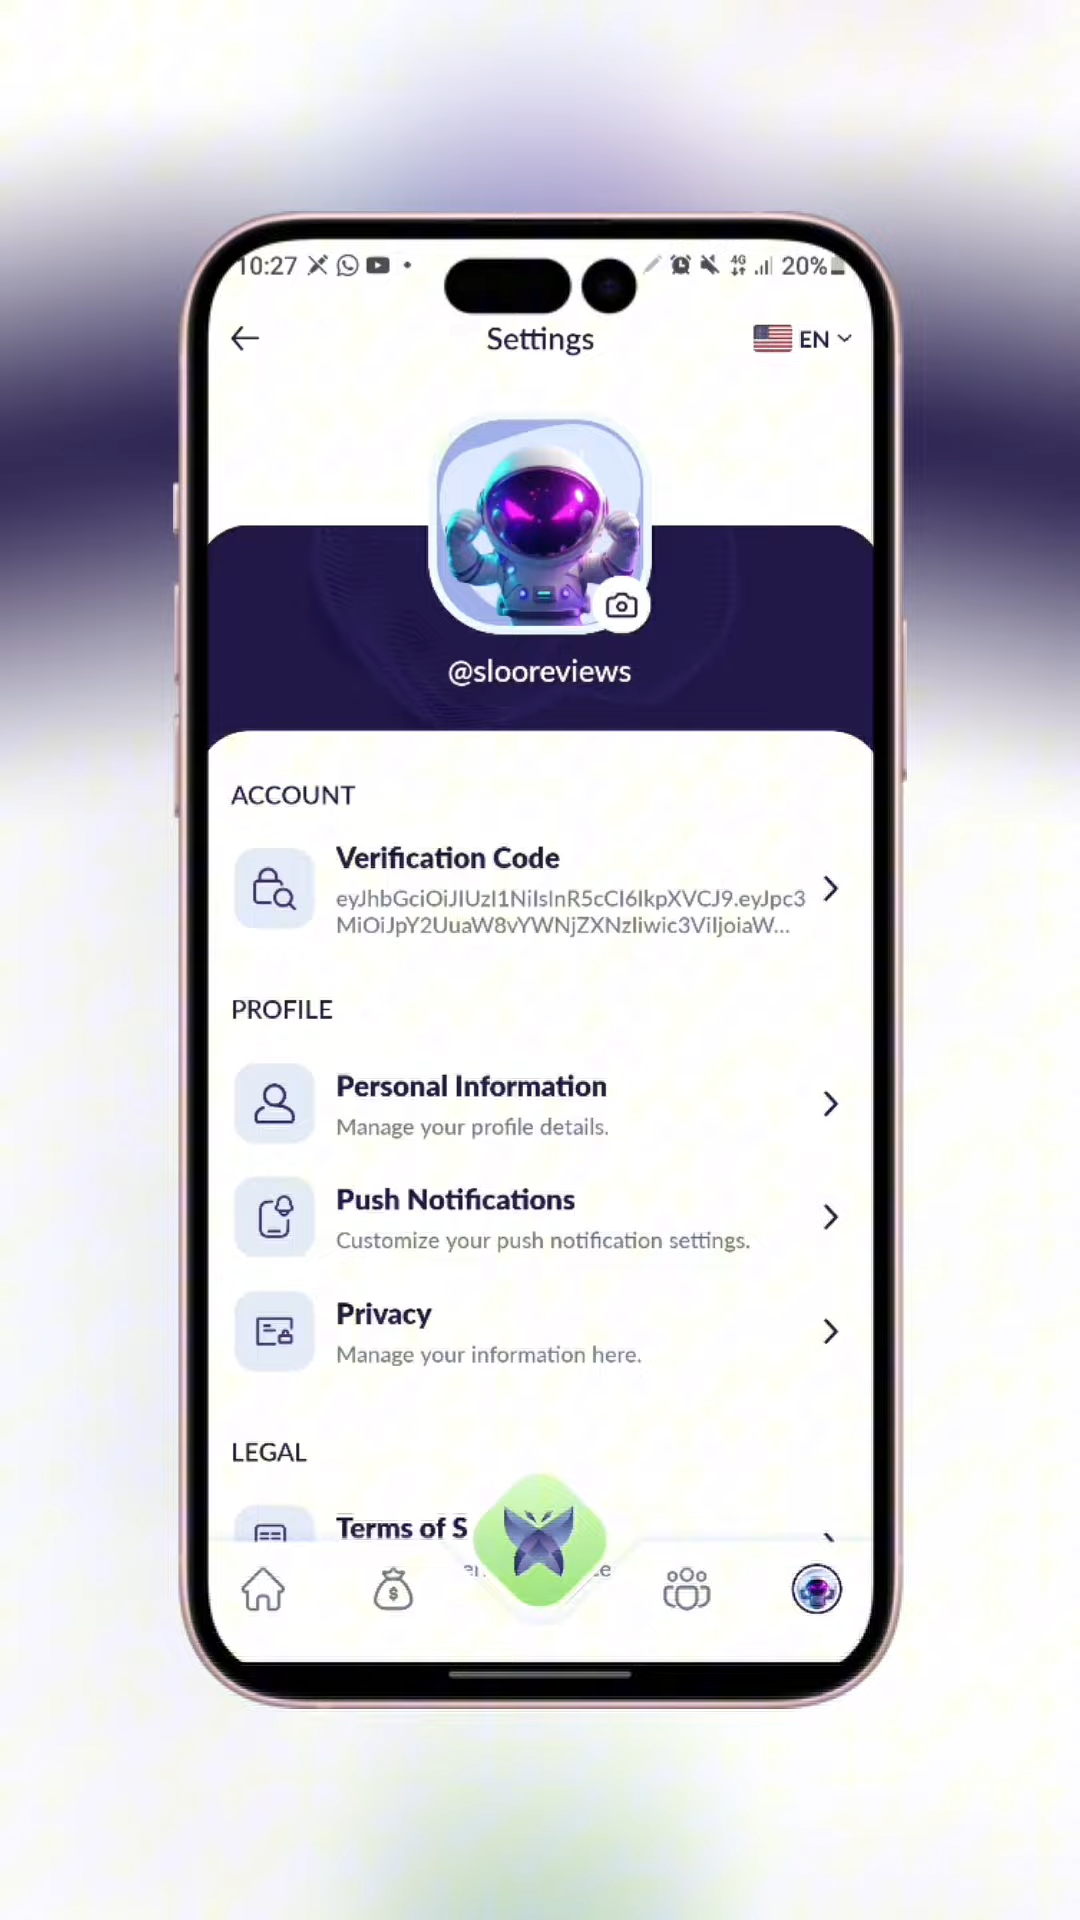 10:27
4G
20%
Settings
EN
@slooreviews
ACCOUNT
Verification Code
eyJhbGciOiJIUzI1NiIsInR5cCI6IkpXVCJ9.eyJpc3
MiOiJpY2UuaW8vYWNjZXNzIiwic3ViIjoiaW...
PROFILE
Personal Information
Manage your profile details.
Push Notifications
Customize your push notification settings.
Privacy
Manage your information here.
LEGAL
Terms of S